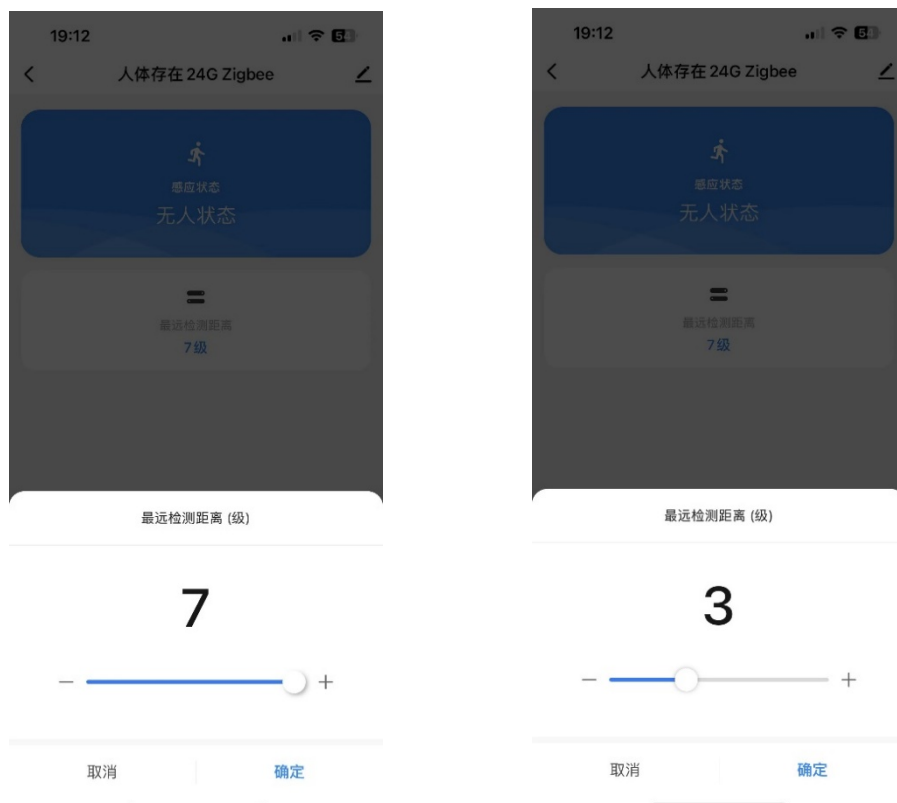 19:12
人体存在 24G Zigbee
感应状态
无人状态
最远检测距离
7级
最远检测距离 (级)
7
取消
确定
19:12
人体存在 24G Zigbee
感应状态
无人状态
最远检测距离
7级
最远检测距离 (级)
3
取消
确定